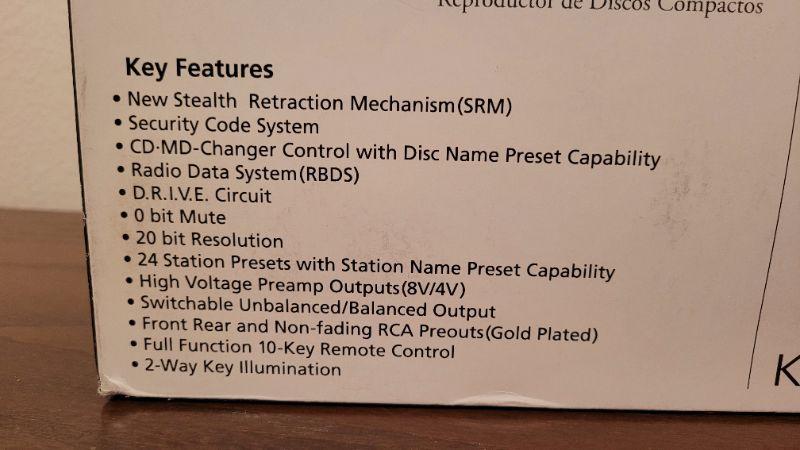 Reproductor de Discos Compactos
Key Features
• New Stealth Retraction Mechanism(SRM)
• Security Code System
• CD·MD-Changer Control with Disc Name Preset Capability
• Radio Data System(RBDS)
• D.R.I.V.E. Circuit
• 0 bit Mute
• 20 bit Resolution
• 24 Station Presets with Station Name Preset Capability
• High Voltage Preamp Outputs(8V/4V)
• Switchable Unbalanced/Balanced Output
• Front Rear and Non-fading RCA Preouts(Gold Plated)
• Full Function 10-Key Remote Control
• 2-Way Key Illumination
K